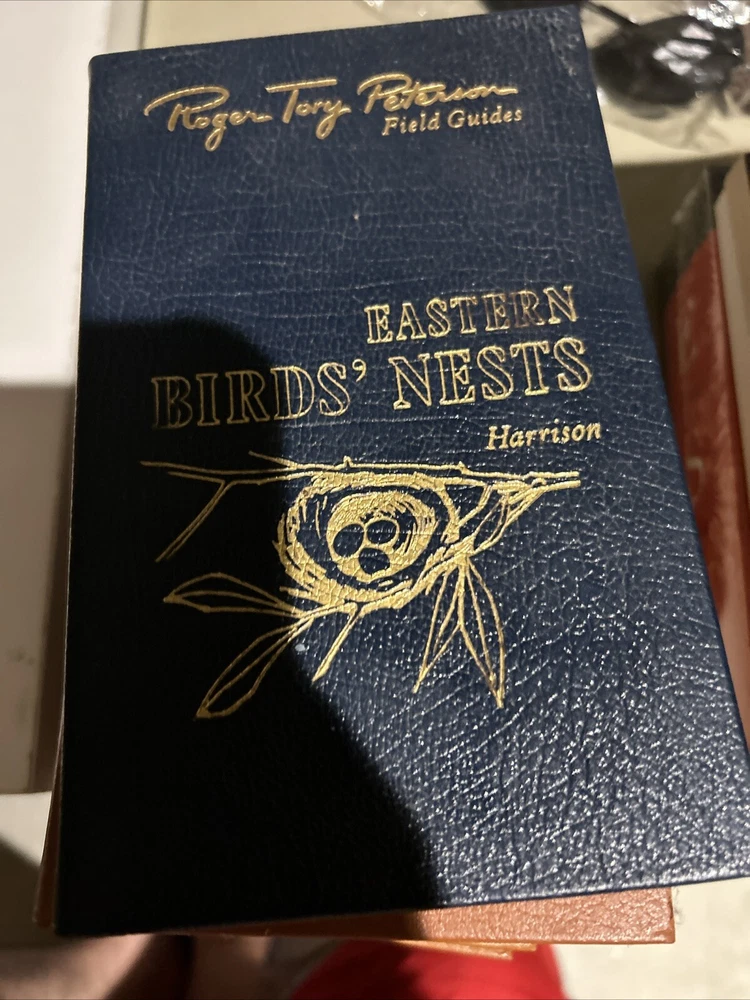 Roger Tory Peterson
Field Guides
EASTERN
BIRDS' NESTS
Harrison